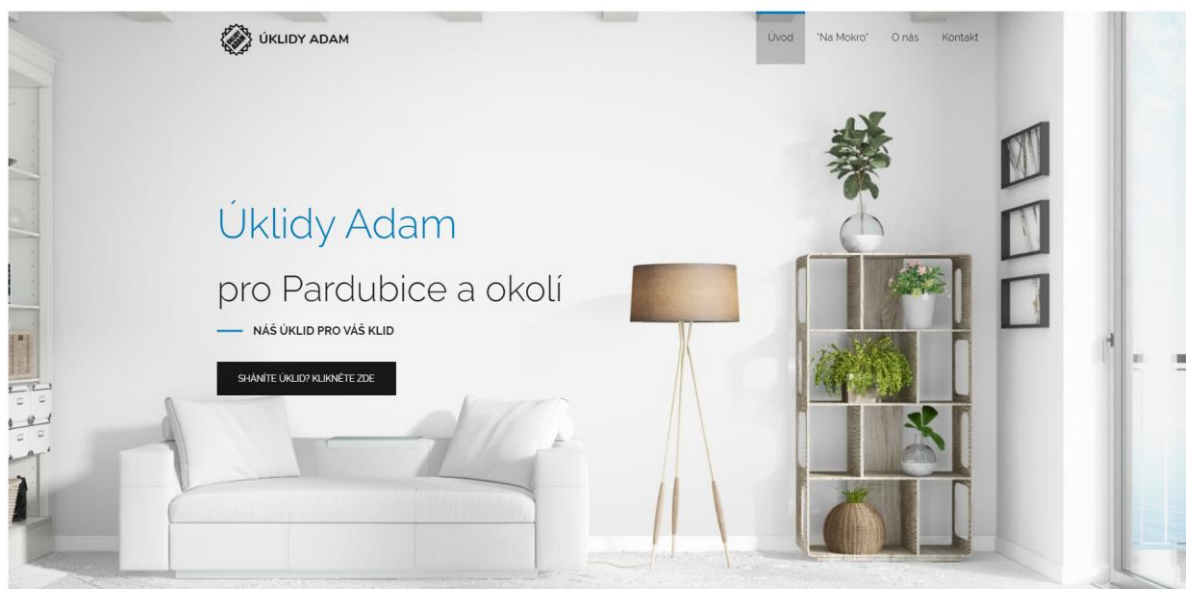 ÚKLIDY ADAM
Úvod
"Na Mokro"
O nás
Kontakt
Úklidy Adam
pro Pardubice a okolí
NÁŠ ÚKLID PRO VÁŠ KLID
SHÁNÍTE ÚKLID? KLIKNĚTE ZDE